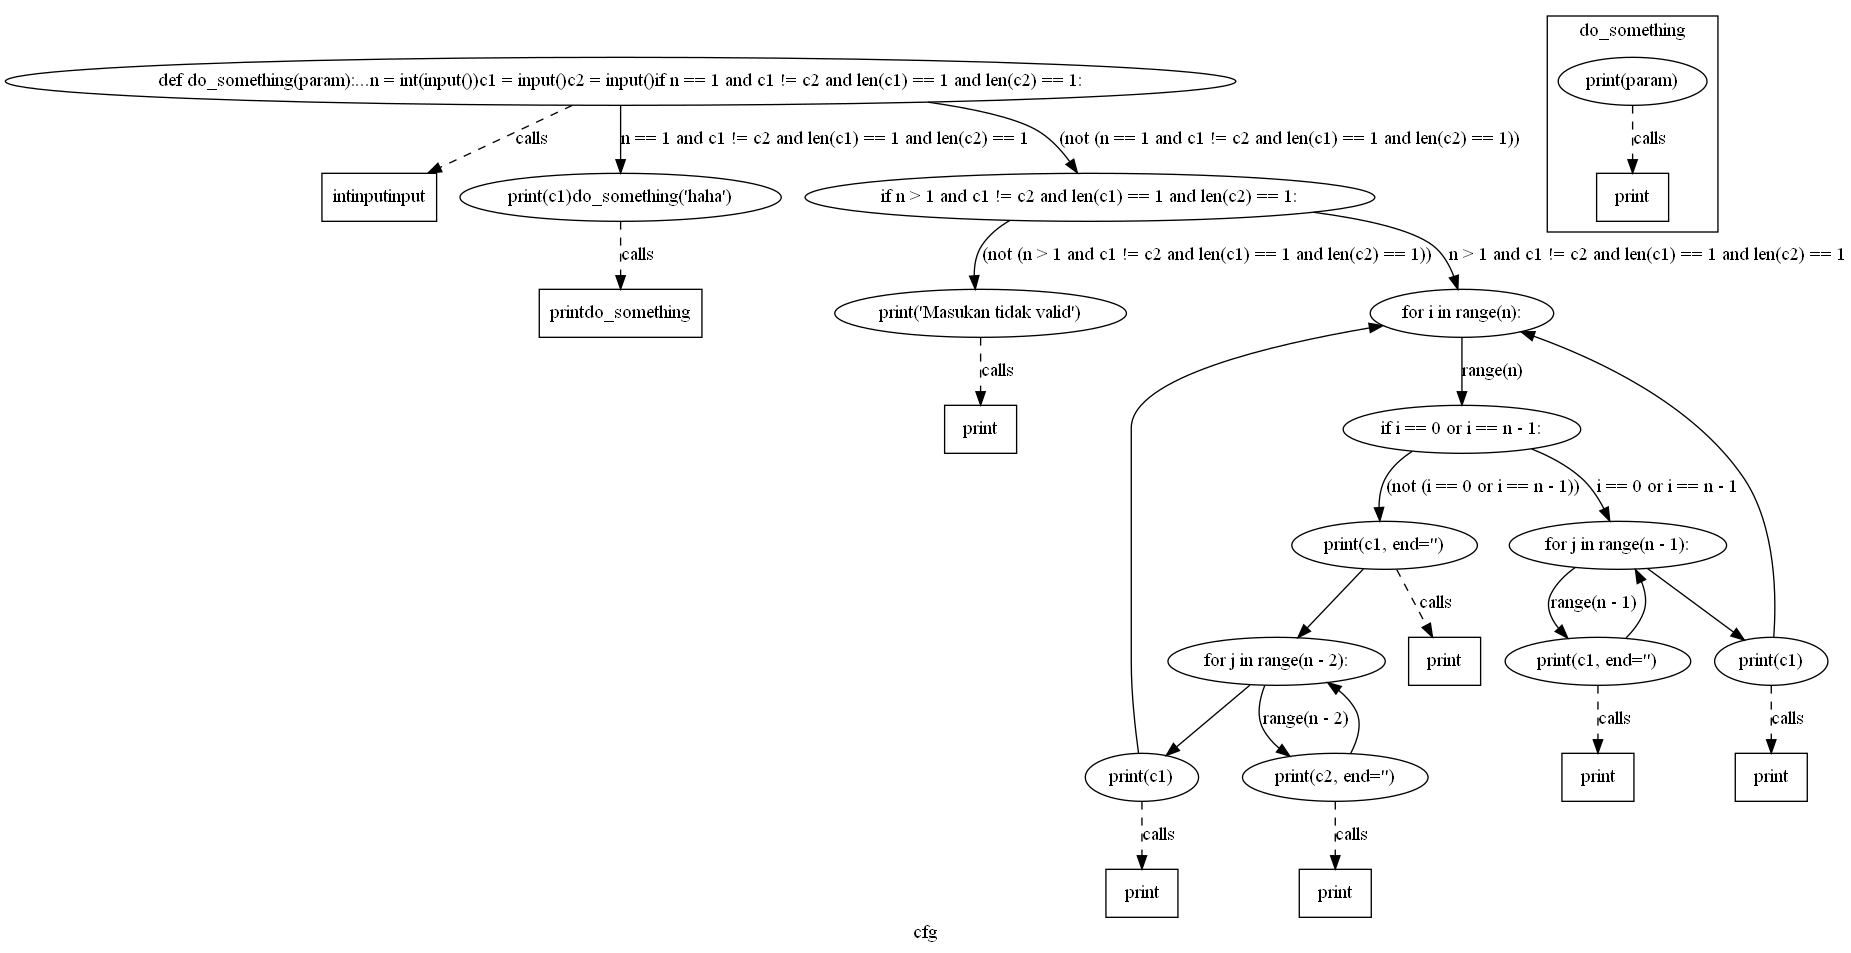 do_something
def do_something(param):...n = int(input())c1 = input()c2 = input()if n == 1 and c1 != c2 and len(c1) == 1 and len(c2) == 1:
print(param)
calls
n == 1 and c1 != c2 and len(c1) == 1 and len(c2) == 1
(not (n == 1 and c1 != c2 and len(c1) == 1 and len(c2) == 1))
calls
intinputinput
print(c1)do_something('haha')
if n > 1 and c1 != c2 and len(c1) == 1 and len(c2) == 1:
print
calls
(not (n > 1 and c1 != c2 and len(c1) == 1 and len(c2) == 1))
n > 1 and c1 != c2 and len(c1) == 1 and len(c2) == 1
printdo_something
print('Masukan tidak valid')
for i in range(n):
calls
range(n)
print
if i == 0 or i == n - 1:
(not (i == 0 or i == n - 1))
i == 0 or i == n - 1
print(c1, end='')
for j in range(n - 1):
calls
range(n - 1)
for j in range(n - 2):
print
print(c1, end='')
print(c1)
range(n - 2)
calls
calls
print(c1)
print(c2, end='')
print
print
calls
calls
print
print
cfg